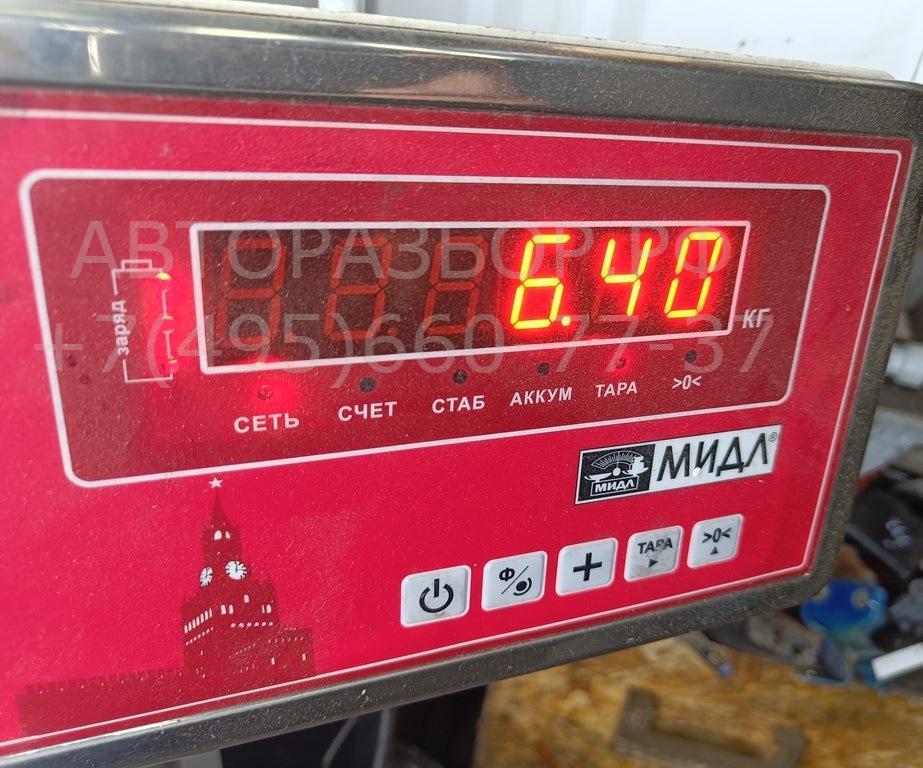 АВТОРАЗБОР.РФ
+7(495)660-77-37
6.40
КГ
заряд
СЕТЬ СЧЕТ СТАБ АККУМ ТАРА >0<
МИДЛ МИДЛ®
Ф ТАРА >0<